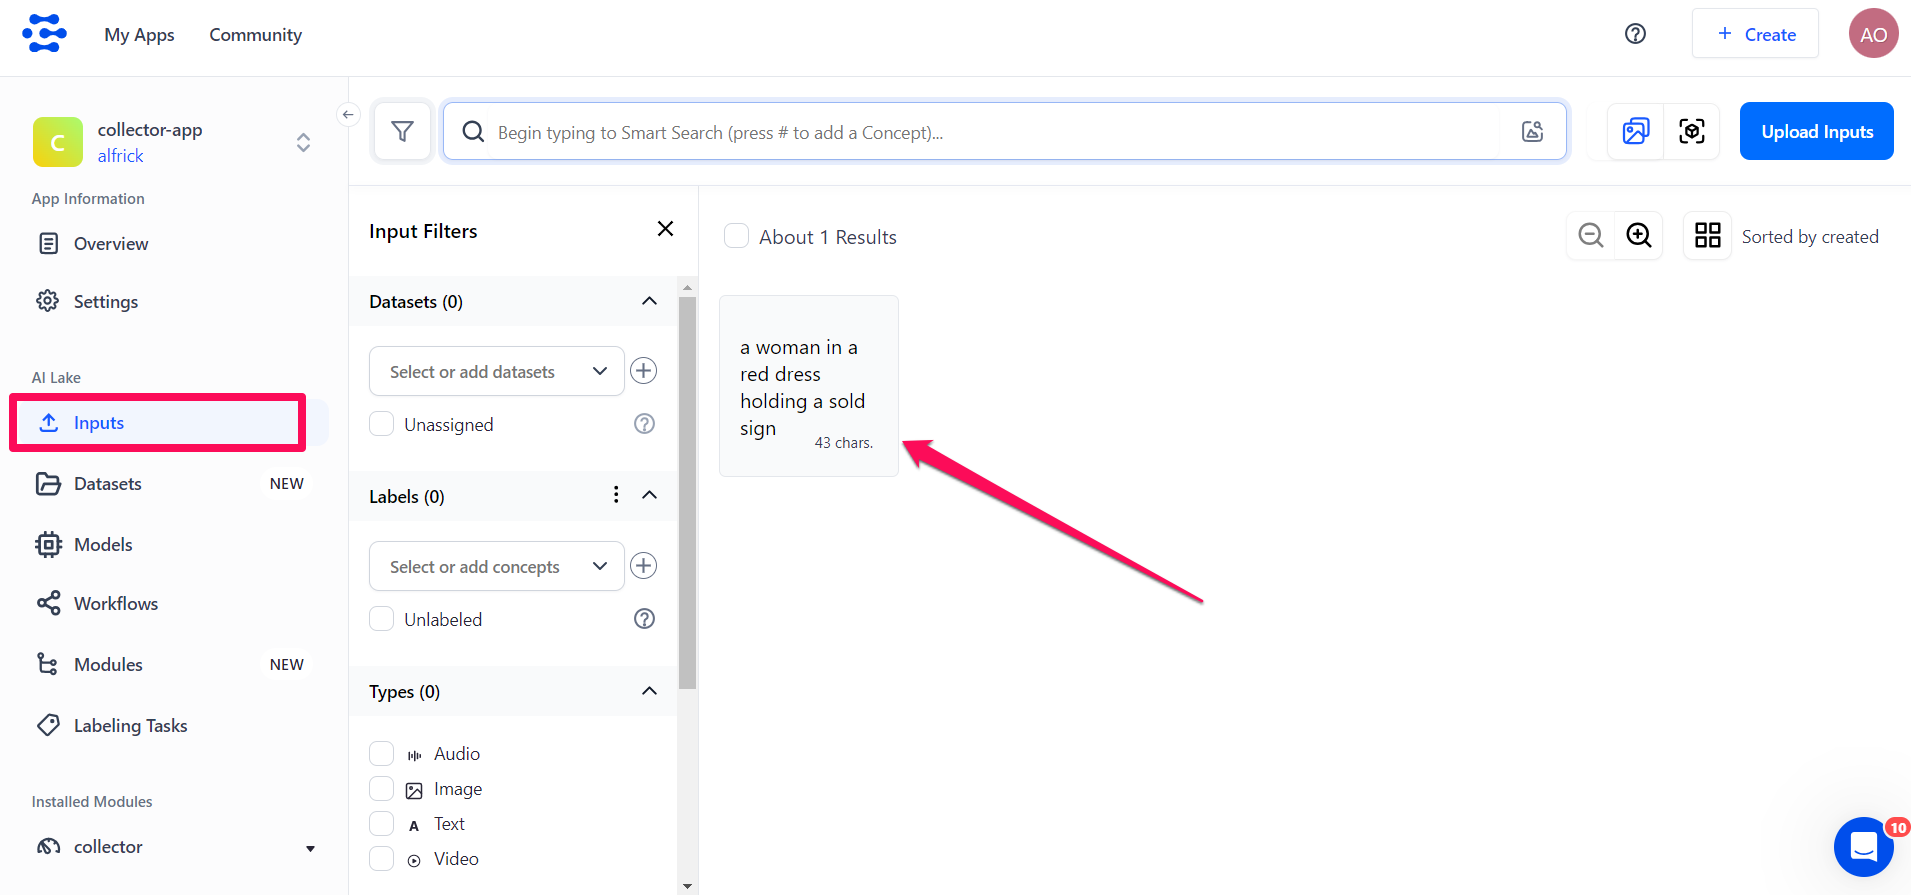 My Apps
Community
Create
AO
C
collector-app
alfrick
App Information
Overview
Settings
AI Lake
Inputs
Datasets NEW
Models
Workflows
Modules NEW
Labeling Tasks
Installed Modules
collector
Begin typing to Smart Search (press # to add a Concept)...
Upload Inputs
Input Filters
Datasets (0)
Select or add datasets
Unassigned
Labels (0)
Select or add concepts
Unlabeled
Types (0)
Audio
Image
A Text
Video
About 1 Results
Sorted by created
a woman in a
red dress
holding a sold
sign
43 chars.
10